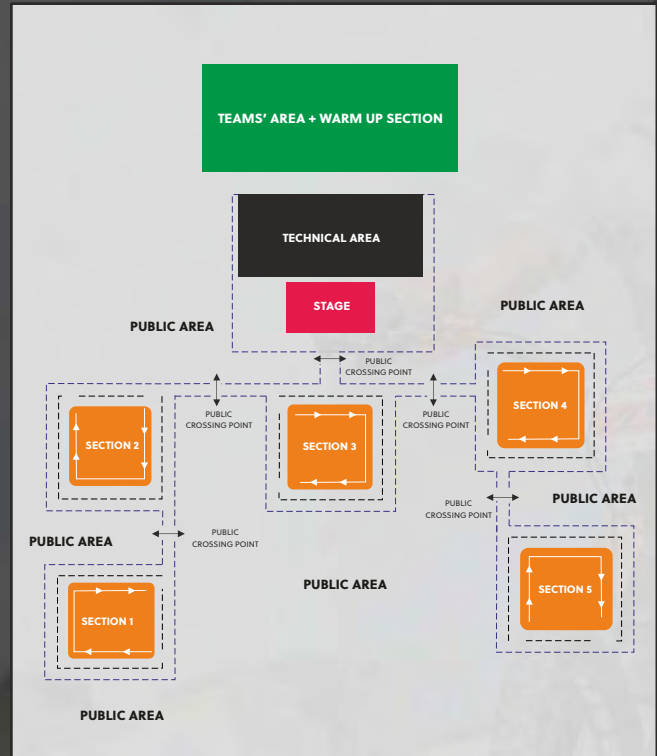 TEAMS' AREA + WARM UP SECTION
TECHNICAL AREA
STAGE
PUBLIC AREA
PUBLIC AREA
PUBLIC
CROSSING POINT
PUBLIC
CROSSING POINT
PUBLIC
CROSSING POINT
SECTION 4
SECTION 2
SECTION 3
PUBLIC
CROSSING POINT
PUBLIC AREA
PUBLIC
CROSSING POINT
PUBLIC AREA
PUBLIC AREA
SECTION 5
SECTION 1
PUBLIC AREA